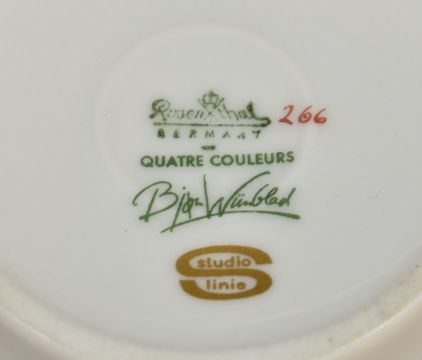 Rosenthal 266
GERMANY
QUATRE COULEURS
Bjørn Wiinblad
studio
linie